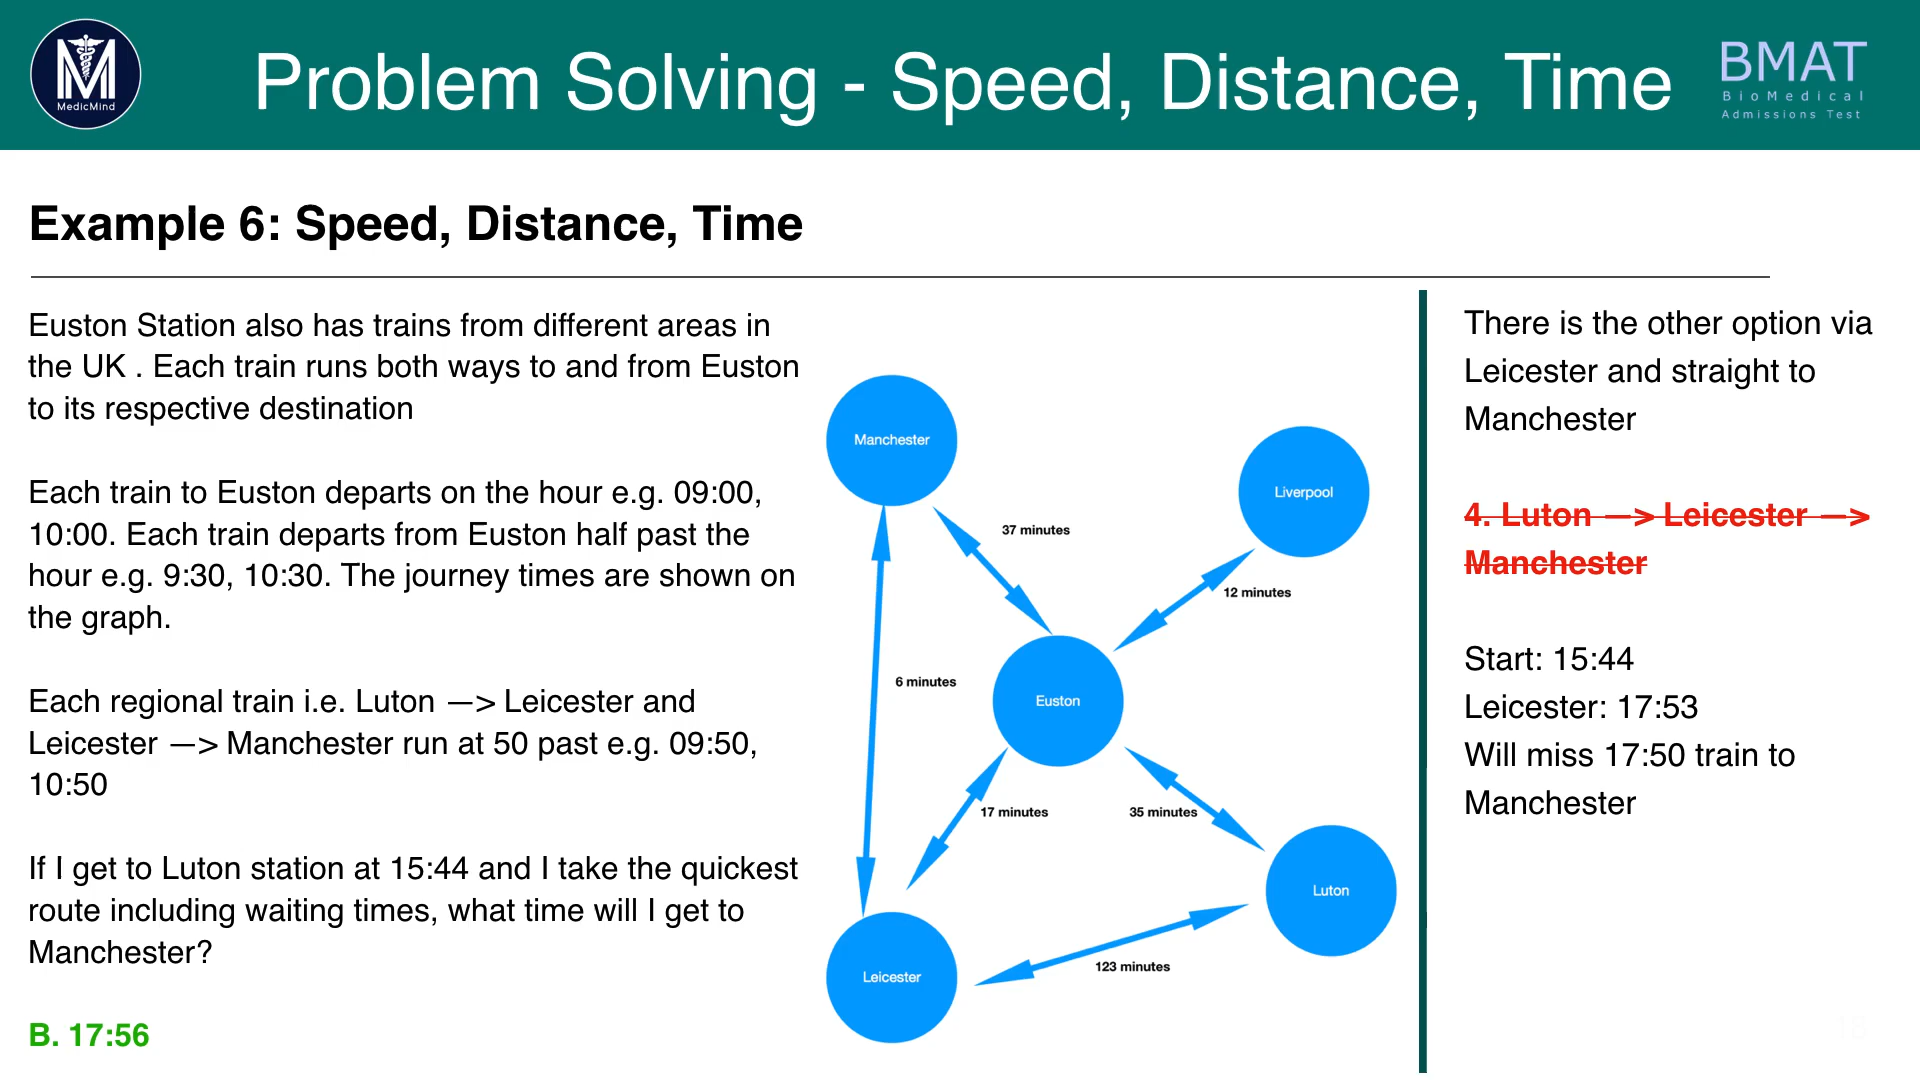 MedicMind
Problem Solving - Speed, Distance, Time
BMAT
BioMedical
Admissions Test
Example 6: Speed, Distance, Time
Euston Station also has trains from different areas in
the UK . Each train runs both ways to and from Euston
to its respective destination
Each train to Euston departs on the hour e.g. 09:00,
10:00. Each train departs from Euston half past the
hour e.g. 9:30, 10:30. The journey times are shown on
the graph.
Each regional train i.e. Luton —> Leicester and
Leicester —> Manchester run at 50 past e.g. 09:50,
10:50
If I get to Luton station at 15:44 and I take the quickest
route including waiting times, what time will I get to
Manchester?
B. 17:56
Manchester
Liverpool
37 minutes
12 minutes
6 minutes
Euston
17 minutes
35 minutes
Luton
123 minutes
Leicester
There is the other option via
Leicester and straight to
Manchester
4. Luton —> Leicester —>
Manchester
Start: 15:44
Leicester: 17:53
Will miss 17:50 train to
Manchester